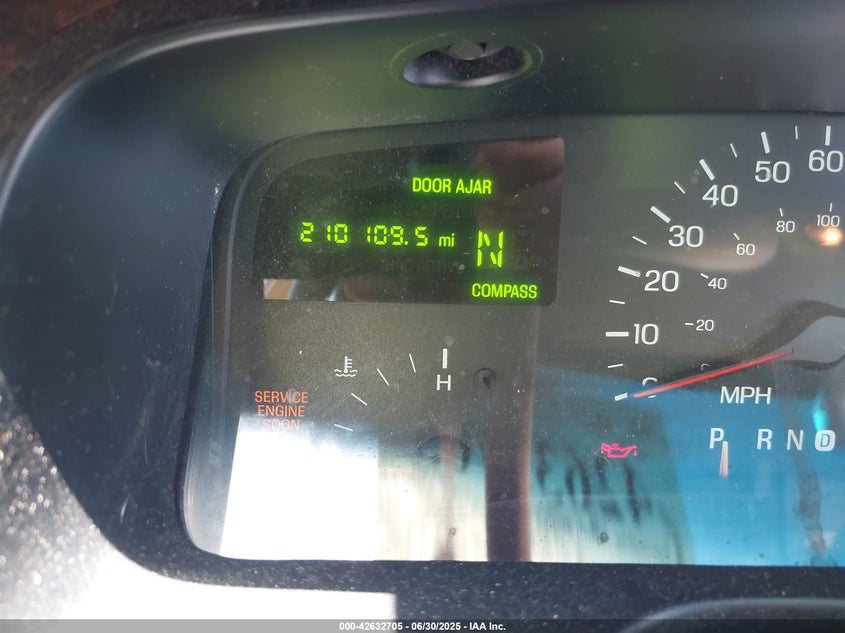 DOOR AJAR
210 109.5 mi N
COMPASS
H
SERVICE
ENGINE
SOON
0 10 20 30 40 50 60
20 40 60 80 100
MPH
P R N D
000-42632705 - 06/30/2025 - IAA Inc.